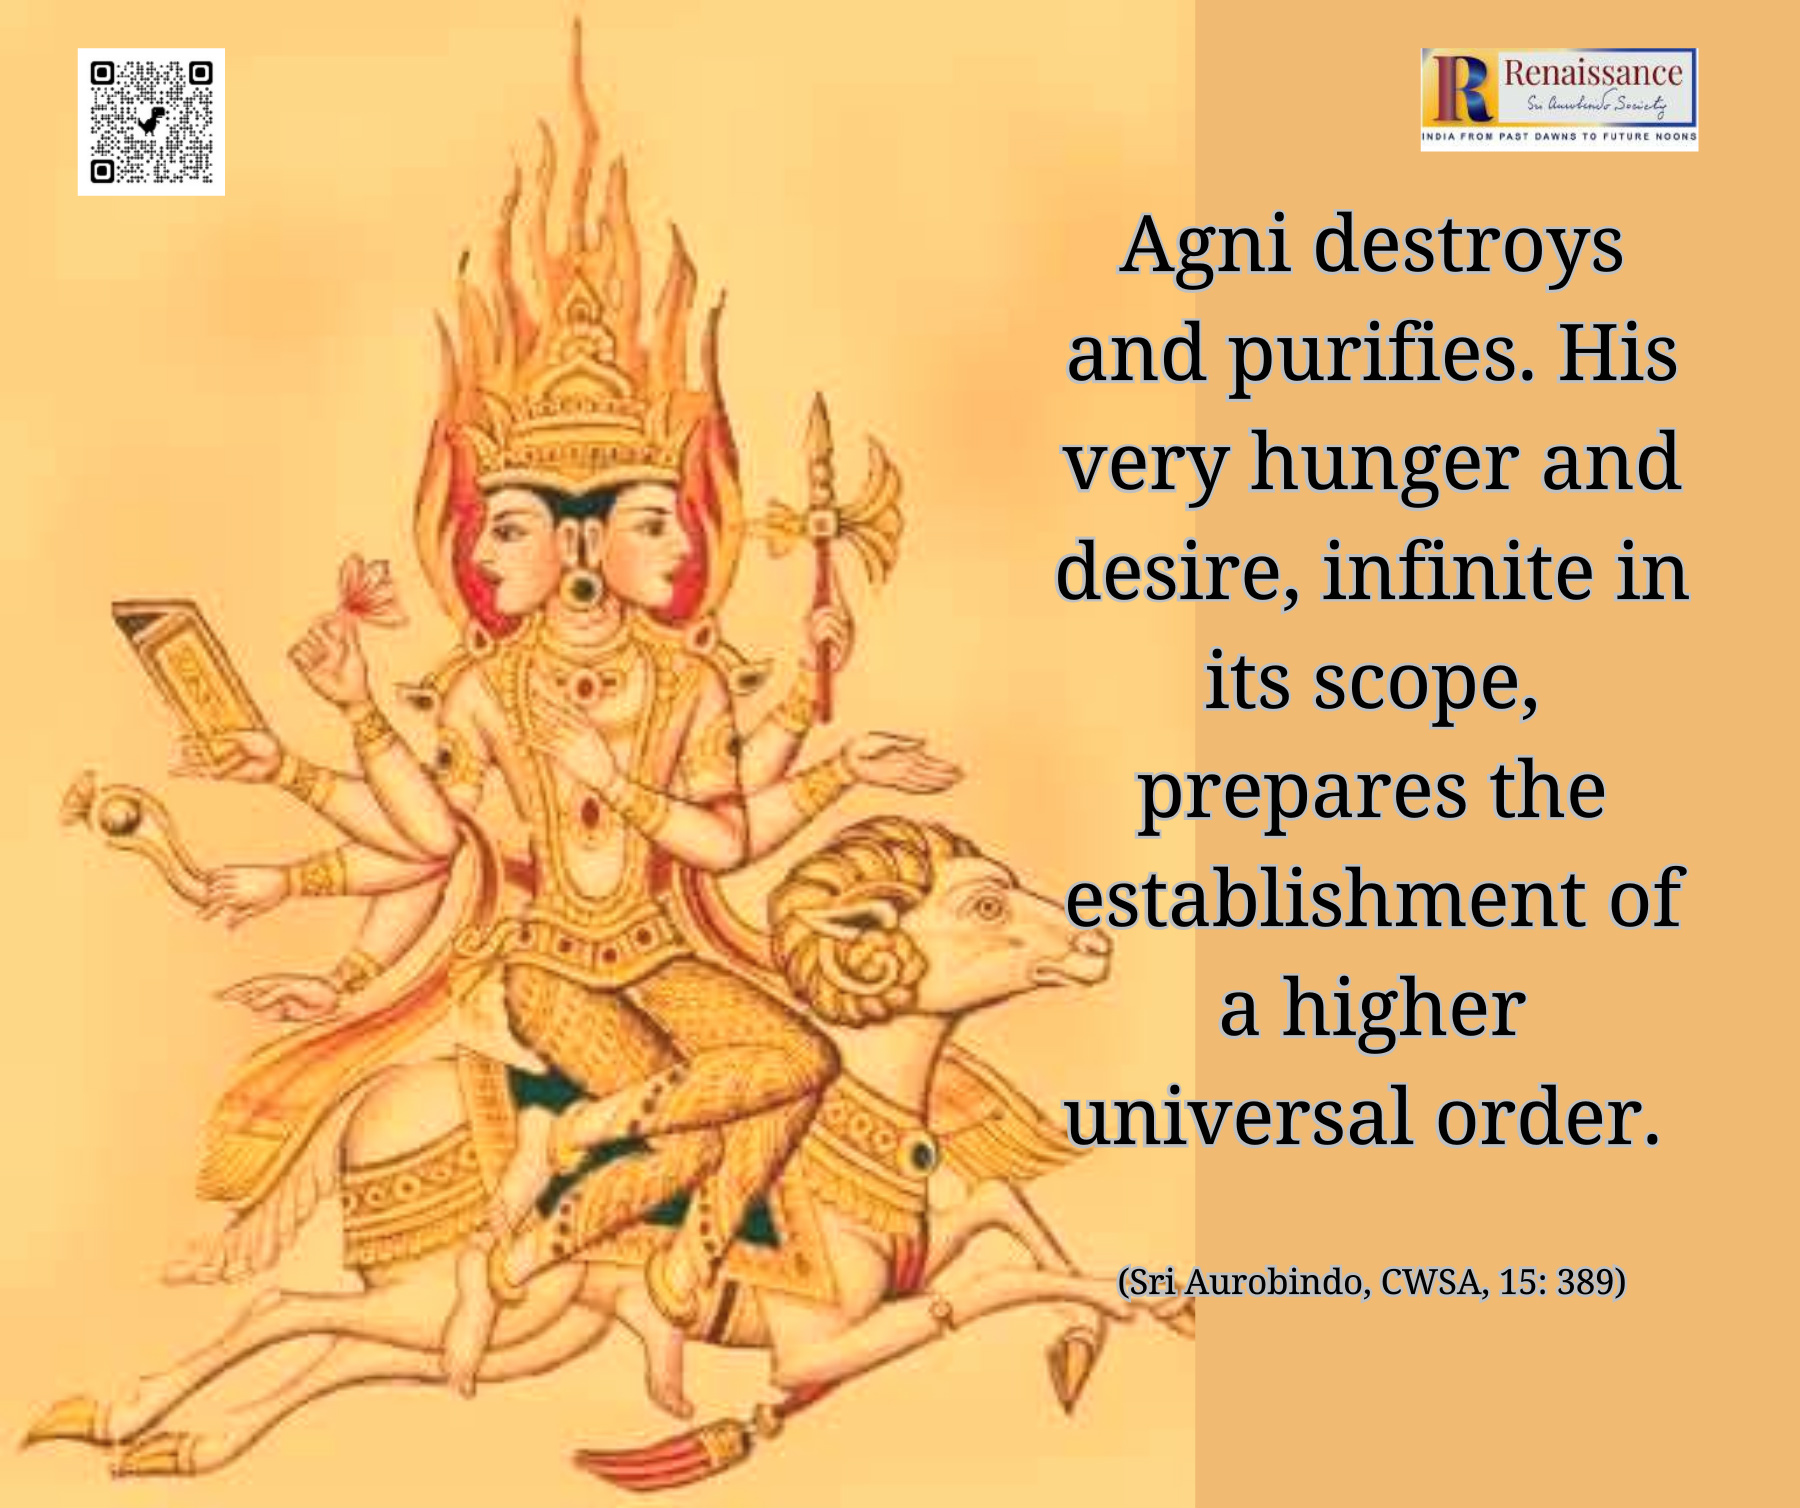 Renaissance
Sri Aurobindo Society
INDIA FROM PAST DAWNS TO FUTURE NOONS
Agni destroys
and purifies. His
very hunger and
desire, infinite in
its scope,
prepares the
establishment of
a higher
universal order.
(Sri Aurobindo, CWSA, 15: 389)